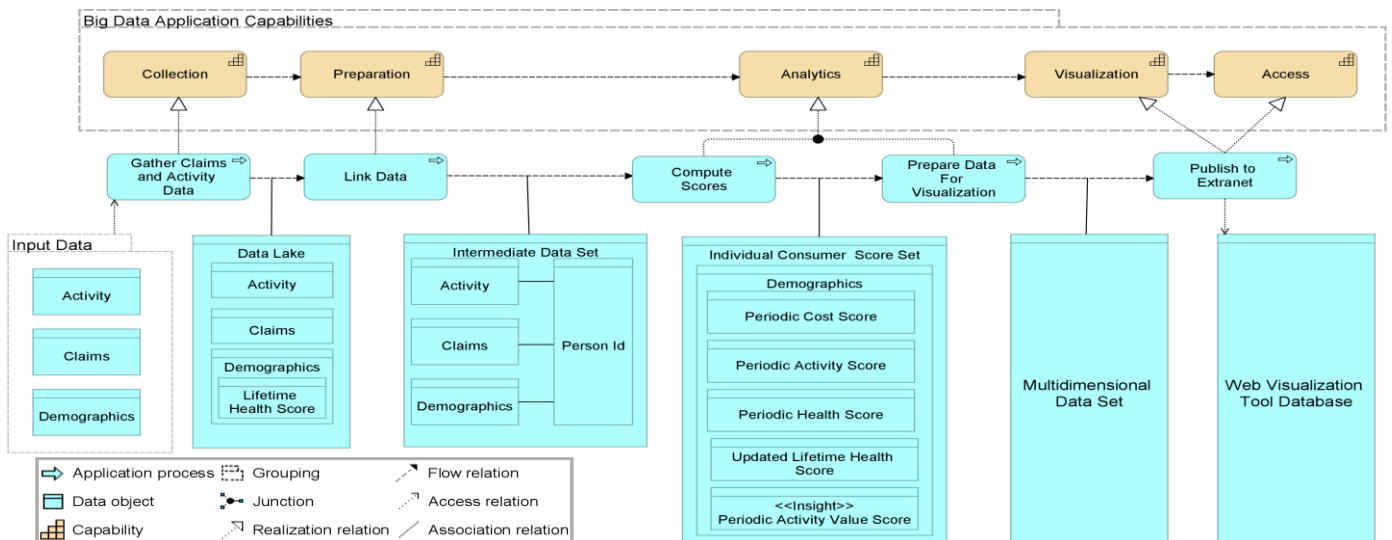 Big Data Application Capabilities
Collection
Preparation
Analytics
Visualization
Access
Gather Claims
and Activity
Data
Link Data
Compute
Scores
Prepare Data
For
Visualization
Publish to
Extranet
Input Data
Activity
Claims
Demographics
Data Lake
Activity
Claims
Demographics
Lifetime
Health Score
Intermediate Data Set
Activity
Claims
Demographics
Person Id
Individual Consumer Score Set
Demographics
Periodic Cost Score
Periodic Activity Score
Periodic Health Score
Updated Lifetime Health
Score
<<Insight>>
Periodic Activity Value Score
Multidimensional
Data Set
Web Visualization
Tool Database
Application process
Grouping
Flow relation
Data object
Junction
Access relation
Capability
Realization relation
Association relation